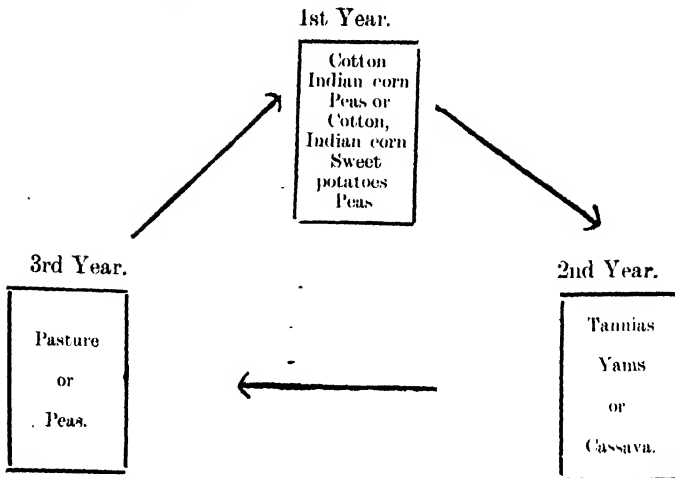 1st Year.
Cotton
Indian corn
Peas or
Cotton,
Indian corn
Sweet
potatoes
Peas
3rd Year.
Pasture
or
Peas.
2nd Year.
Tannias
Yams
or
Cassava.